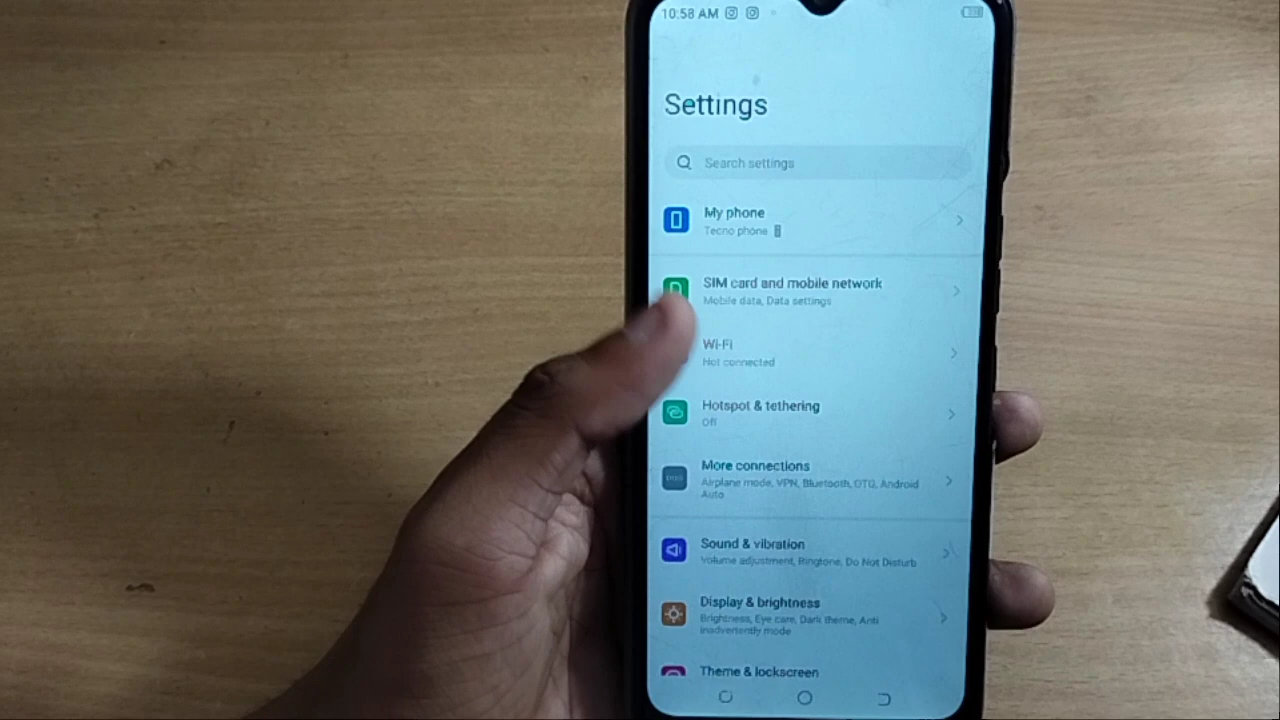 10:58 AM
Settings
Search settings
My phone
Tecno phone
SIM card and mobile network
Mobile data, Data settings
Wi-Fi
Not connected
Hotspot & tethering
Off
More connections
Airplane mode, VPN, Bluetooth, OTG, Android
Auto
Sound & vibration
Volume adjustment, Ringtone, Do Not Disturb
Display & brightness
Brightness, Eye care, Dark theme, Anti
inadvertently mode
Theme & lockscreen